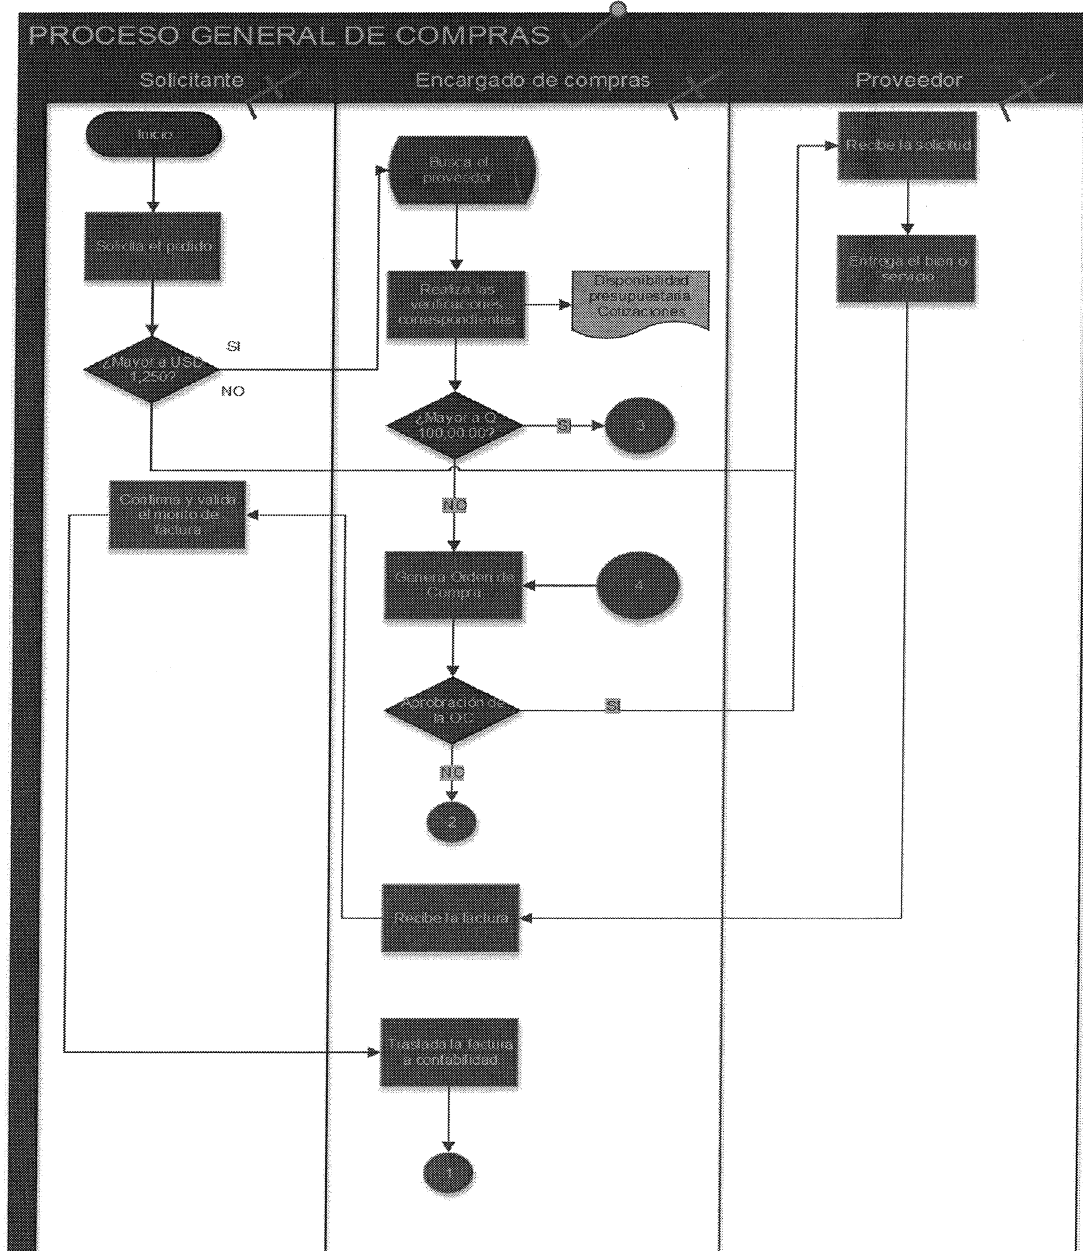 PROCESO GENERAL DE COMPRAS
Solicitante
Encargado de compras
Proveedor
Inicio
Solicita el pedido
¿Mayor a USD
1,250?
SI
NO
Confirma y valida
el monto de
factura
Busca el
proveedor
Realiza las
verificaciones
correspondientes
Disponibilidad
presupuestaria
Cotizaciones
¿Mayor a Q
100,00.00?
SI
3
NO
Genera Orden de
Compra
4
Aprobación de
la OC
SI
NO
2
Recibe la factura
Traslada la factura
a contabilidad
1
Recibe la solicitud
Entrega el bien o
servicio